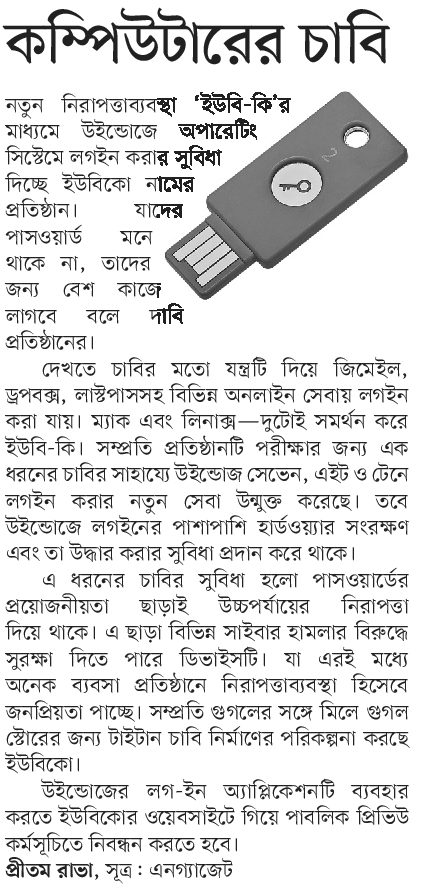 কম্পিউটারের চাবি
নতুন নিরাপত্তাব্যবস্থা ‘ইউবি-কি’র
মাধ্যমে উইন্ডোজে অপারেটিং
সিস্টেমে লগইন করার সুবিধা
দিচ্ছে ইউবিকো নামের
প্রতিষ্ঠান। যাদের
পাসওয়ার্ড মনে
থাকে না, তাদের
জন্য বেশ কাজে
লাগবে বলে দাবি
প্রতিষ্ঠানের।
দেখতে চাবির মতো যন্ত্রটি দিয়ে জিমেইল,
ড্রপবক্স, লাস্টপাসসহ বিভিন্ন অনলাইন সেবায় লগইন
করা যায়। ম্যাক এবং লিনাক্স—দুটোই সমর্থন করে
ইউবি-কি। সম্প্রতি প্রতিষ্ঠানটি পরীক্ষার জন্য এক
ধরনের চাবির সাহায্যে উইন্ডোজ সেভেন, এইট ও টেনে
লগইন করার নতুন সেবা উন্মুক্ত করেছে। তবে
উইন্ডোজে লগইনের পাশাপাশি হার্ডওয়্যার সংরক্ষণ
এবং তা উদ্ধার করার সুবিধা প্রদান করে থাকে।
এ ধরনের চাবির সুবিধা হলো পাসওয়ার্ডের
প্রয়োজনীয়তা ছাড়াই উচ্চপর্যায়ের নিরাপত্তা
দিয়ে থাকে। এ ছাড়া বিভিন্ন সাইবার হামলার বিরুদ্ধে
সুরক্ষা দিতে পারে ডিভাইসটি। যা এরই মধ্যে
অনেক ব্যবসা প্রতিষ্ঠানে নিরাপত্তাব্যবস্থা হিসেবে
জনপ্রিয়তা পাচ্ছে। সম্প্রতি গুগলের সঙ্গে মিলে গুগল
স্টোরের জন্য টাইটান চাবি নির্মাণের পরিকল্পনা করছে
ইউবিকো।
উইন্ডোজের লগ-ইন অ্যাপ্লিকেশনটি ব্যবহার
করতে ইউবিকোর ওয়েবসাইটে গিয়ে পাবলিক প্রিভিউ
কর্মসূচিতে নিবন্ধন করতে হবে।
প্রীতম রাভা, সূত্র : এনগ্যাজেট
2